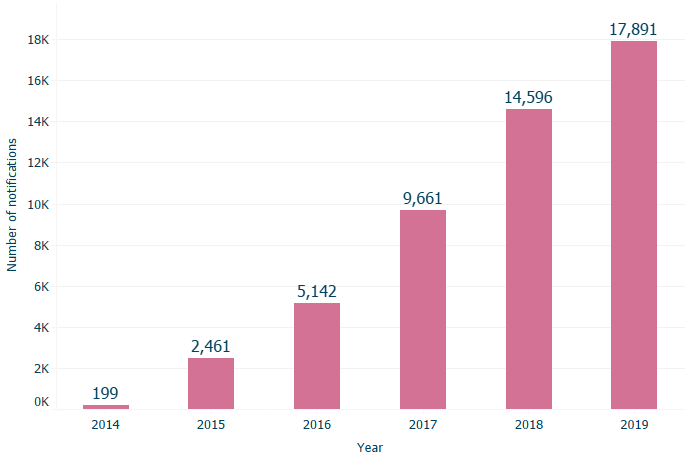 Number of notifications
18K
16K
14K
12K
10K
8K
6K
4K
2K
0K
199
2,461
5,142
9,661
14,596
17,891
2014
2015
2016
2017
2018
2019
Year